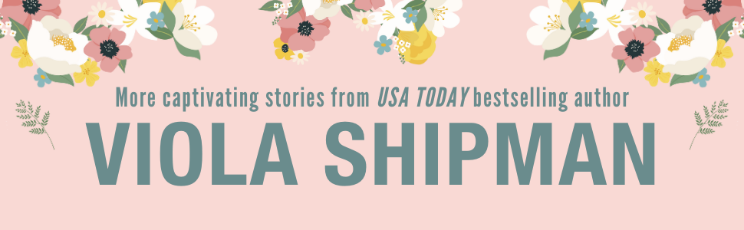 More captivating stories from USA TODAY bestselling author
VIOLA SHIPMAN